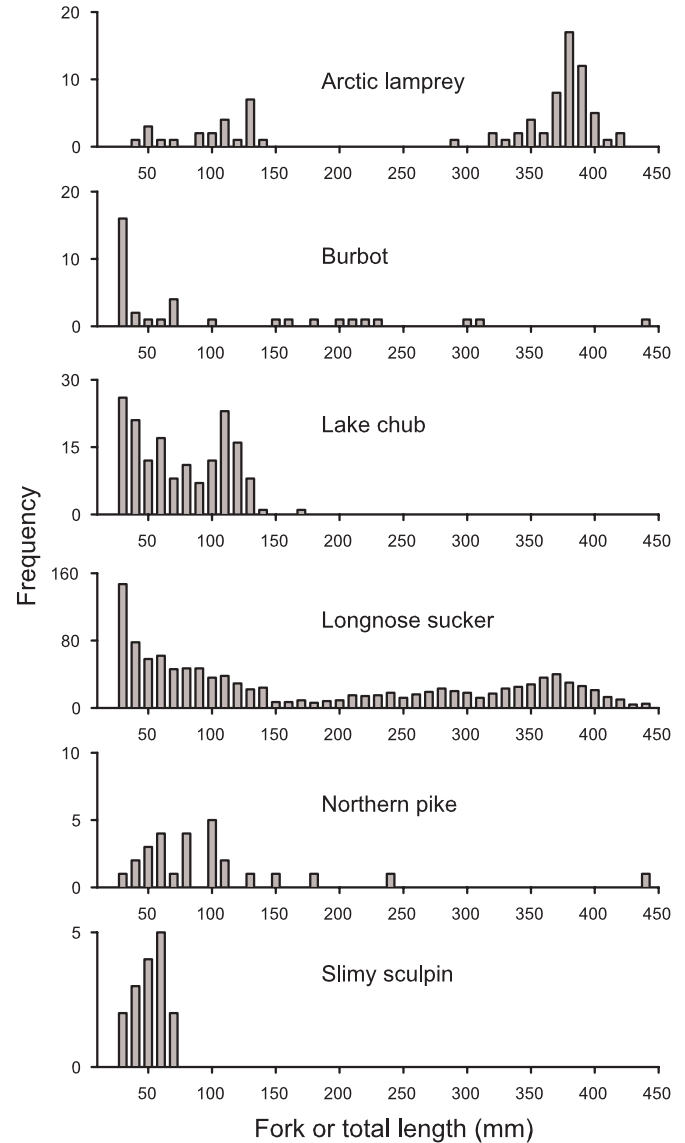 20
10
0
Arctic lamprey
50 100 150 200 250 300 350 400 450
20
10
0
Burbot
50 100 150 200 250 300 350 400 450
30
15
0
Lake chub
50 100 150 200 250 300 350 400 450
Frequency
160
80
0
Longnose sucker
50 100 150 200 250 300 350 400 450
10
5
0
Northern pike
50 100 150 200 250 300 350 400 450
5
0
Slimy sculpin
50 100 150 200 250 300 350 400 450
Fork or total length (mm)